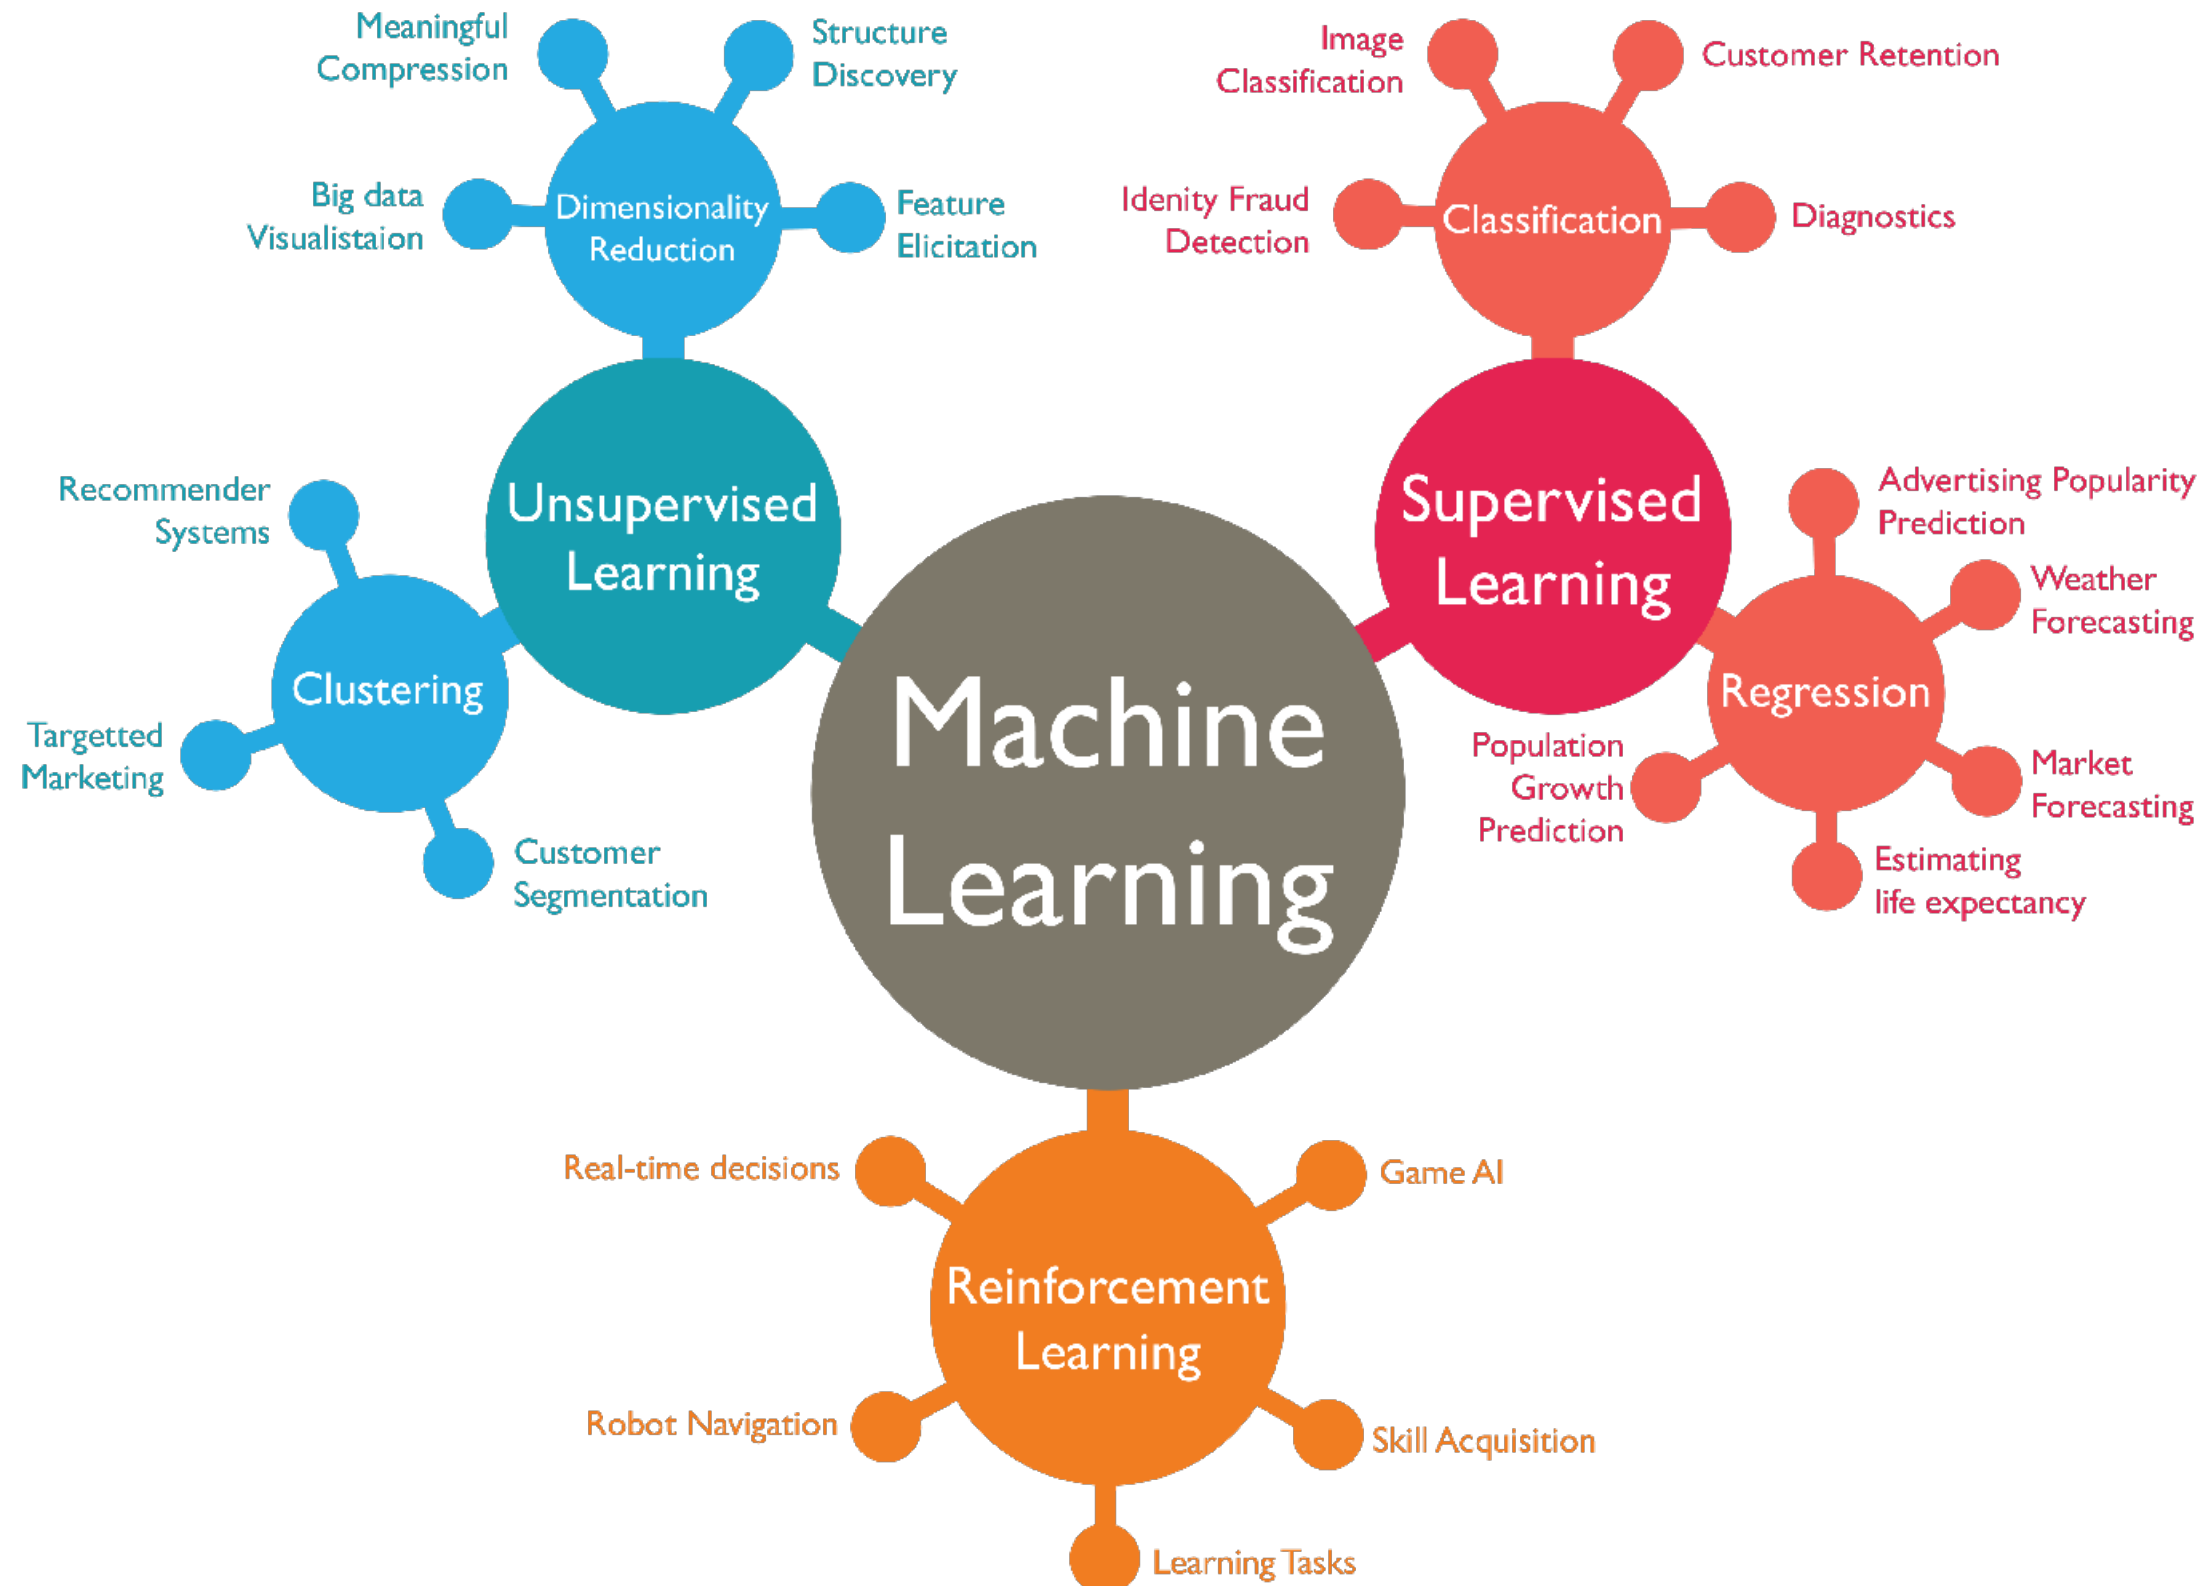 Meaningful
Compression
Structure
Discovery
Big data
Visualistaion
Dimensionality
Reduction
Feature
Elicitation
Image
Classification
Customer Retention
Idenity Fraud
Detection
Classification
Diagnostics
Recommender
Systems
Unsupervised
Learning
Clustering
Targetted
Marketing
Customer
Segmentation
Machine
Learning
Supervised
Learning
Advertising Popularity
Prediction
Weather
Forecasting
Regression
Population
Growth
Prediction
Market
Forecasting
Estimating
life expectancy
Real-time decisions
Game AI
Reinforcement
Learning
Robot Navigation
Skill Acquisition
Learning Tasks